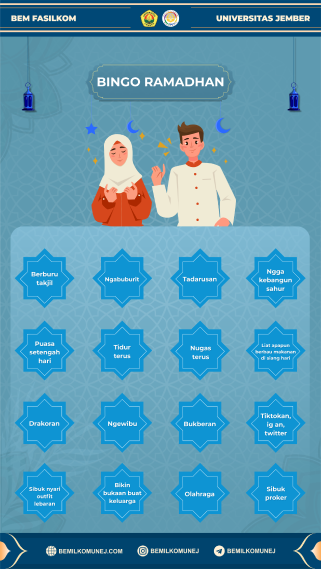 BEM FASILKOM
UNIVERSITAS JEMBER
BINGO RAMADHAN
Berburu
takjil
Ngabuburit
Tadarusan
Ngga
kebangun
sahur
Puasa
setengah
hari
Tidur
terus
Nugas
terus
Liat apapun
berbau makanan
di siang hari
Drakoran
Ngewibu
Bukberan
Tiktokan,
ig an,
twitter
Sibuk nyari
outfit
lebaran
Bikin
bukaan buat
keluarga
Olahraga
Sibuk
proker
BEMILKOMUNEJ.COM
BEMILKOMUNEJ
BEMILKOMUNEJ